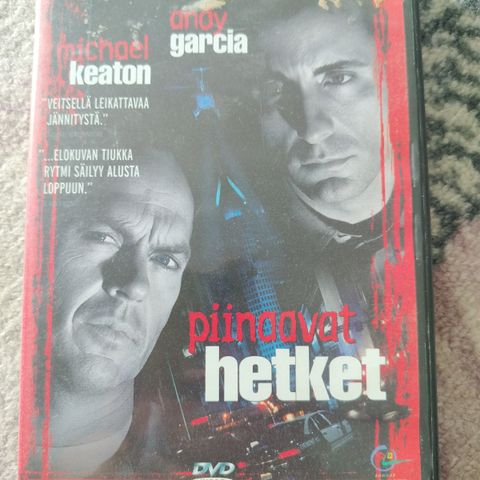 michael
keaton
andy
garcia
"VEITSELLÄ LEIKATTAVAA
JÄNNITYSTÄ."
"...ELOKUVAN TIUKKA
RYTMI SÄILYY ALUSTA
LOPPUUN."
piinaavat
hetket
DVD